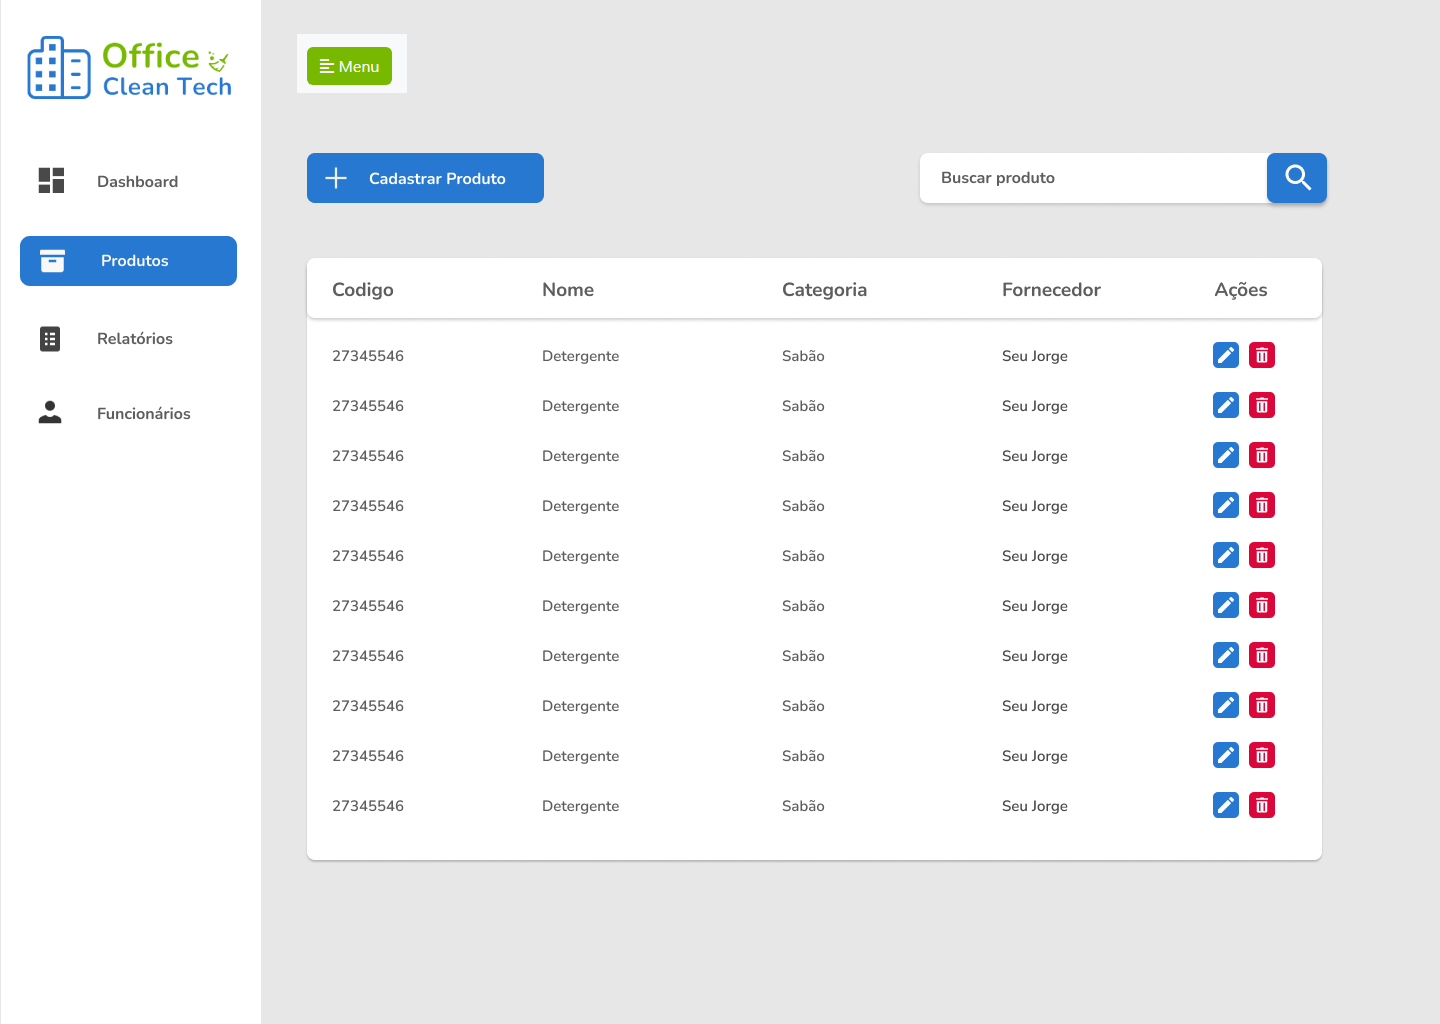 Office
Clean Tech
Dashboard
Produtos
Relatórios
Funcionários
Menu
Cadastrar Produto
Buscar produto
Codigo Nome Categoria Fornecedor Ações
27345546 Detergente Sabão Seu Jorge
27345546 Detergente Sabão Seu Jorge
27345546 Detergente Sabão Seu Jorge
27345546 Detergente Sabão Seu Jorge
27345546 Detergente Sabão Seu Jorge
27345546 Detergente Sabão Seu Jorge
27345546 Detergente Sabão Seu Jorge
27345546 Detergente Sabão Seu Jorge
27345546 Detergente Sabão Seu Jorge
27345546 Detergente Sabão Seu Jorge